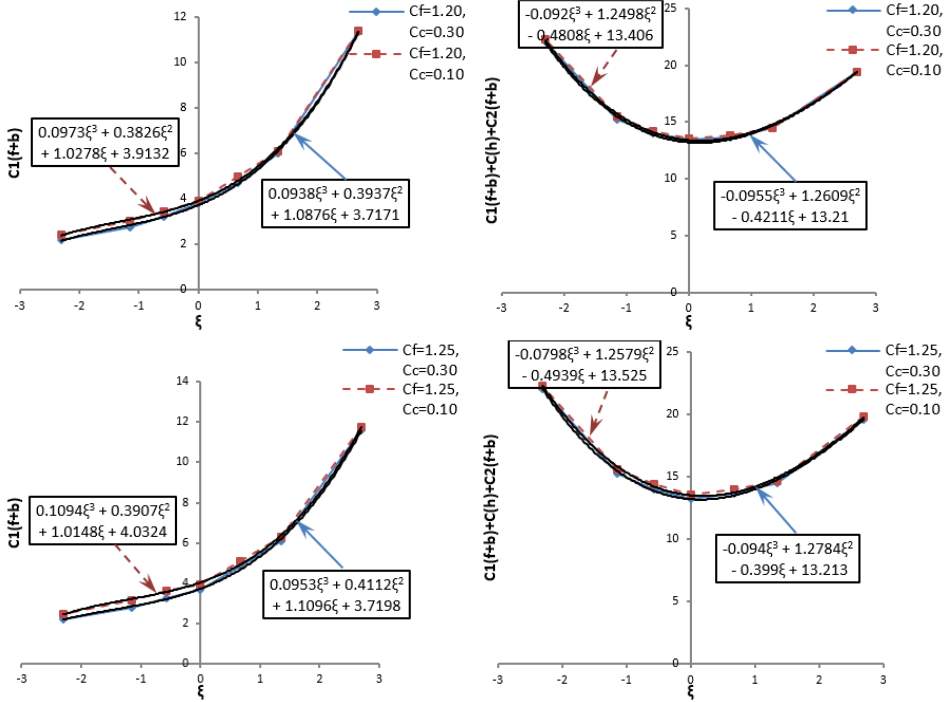 12
10
8
6
4
2
0
-3
-2
-1
0
1
2
3
ξ
C1(f+b)
Cf=1.20,
Cc=0.30
Cf=1.20,
Cc=0.10
0.0973ξ³ + 0.3826ξ²
+ 1.0278ξ + 3.9132
0.0938ξ³ + 0.3937ξ²
+ 1.0876ξ + 3.7171
25
20
15
10
5
0
-3
-2
-1
0
1
2
3
ξ
C1(f+b)+C(h)+C2(f+b)
Cf=1.20,
Cc=0.30
Cf=1.20,
Cc=0.10
-0.092ξ³ + 1.2498ξ²
- 0.4808ξ + 13.406
-0.0955ξ³ + 1.2609ξ²
- 0.4211ξ + 13.21
14
12
10
8
6
4
2
0
-3
-2
-1
0
1
2
3
ξ
C1(f+b)
Cf=1.25,
Cc=0.30
Cf=1.25,
Cc=0.10
0.1094ξ³ + 0.3907ξ²
+ 1.0148ξ + 4.0324
0.0953ξ³ + 0.4112ξ²
+ 1.1096ξ + 3.7198
25
20
15
10
5
0
-3
-2
-1
0
1
2
3
ξ
C1(f+b)+C(h)+C2(f+b)
Cf=1.25,
Cc=0.30
Cf=1.25,
Cc=0.10
-0.0798ξ³ + 1.2579ξ²
- 0.4939ξ + 13.525
-0.094ξ³ + 1.2784ξ²
- 0.399ξ + 13.213